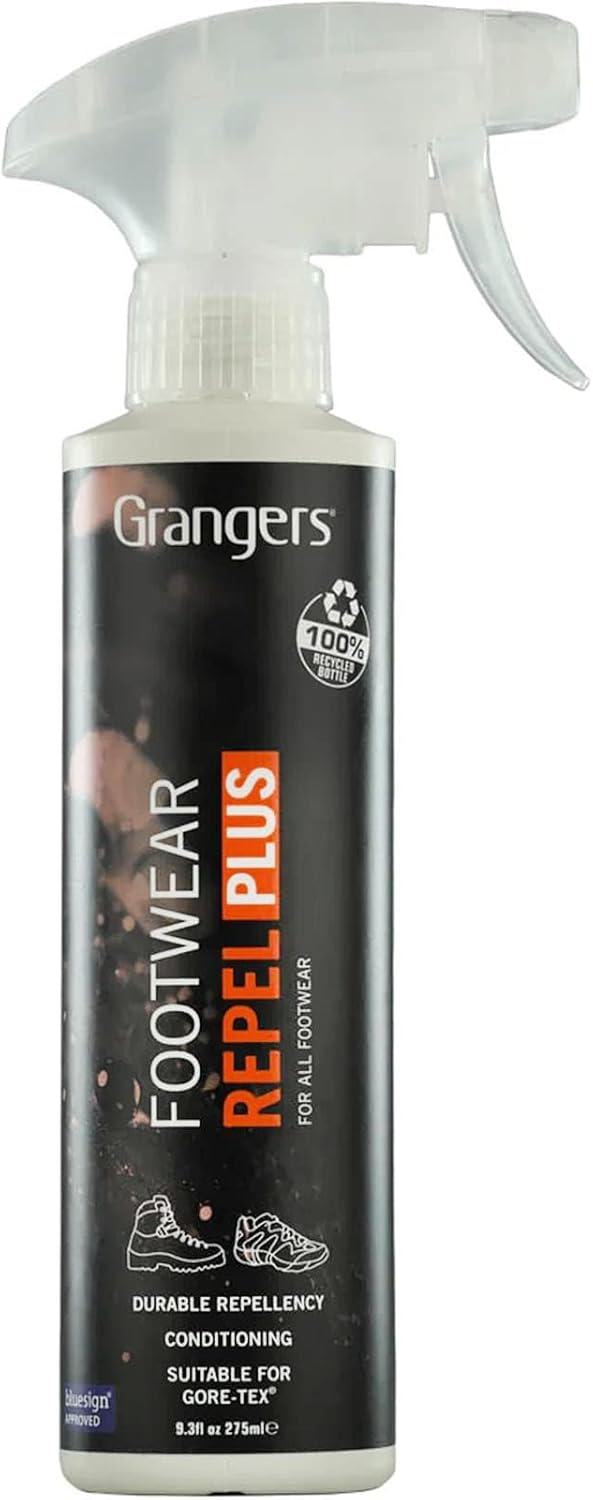 Grangers®
100%
RECYCLED
BOTTLE
FOOTWEAR
REPEL PLUS
FOR ALL FOOTWEAR
DURABLE REPELLENCY
CONDITIONING
SUITABLE FOR
GORE-TEX®
bluesign®
APPROVED
9.3fl oz 275ml℮